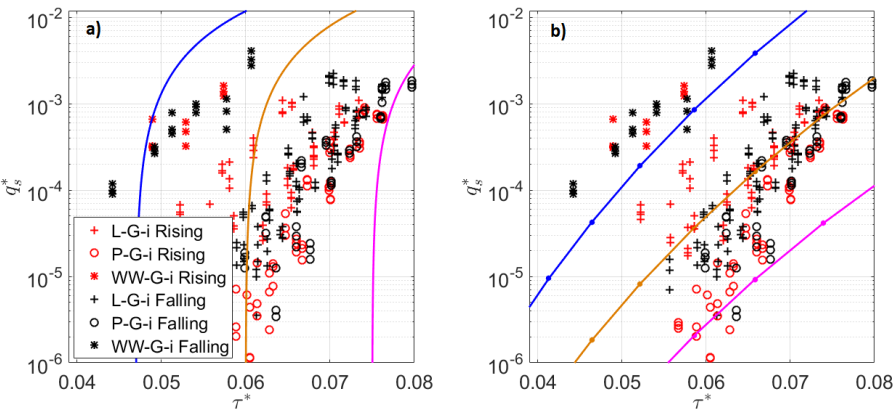 a)
10^-2
10^-3
10^-4
10^-5
10^-6
q_s^*
L-G-i Rising
P-G-i Rising
WW-G-i Rising
L-G-i Falling
P-G-i Falling
WW-G-i Falling
0.04 0.05 0.06 0.07 0.08
τ*
b)
10^-2
10^-3
10^-4
10^-5
10^-6
q_s^*
0.04 0.05 0.06 0.07 0.08
τ*